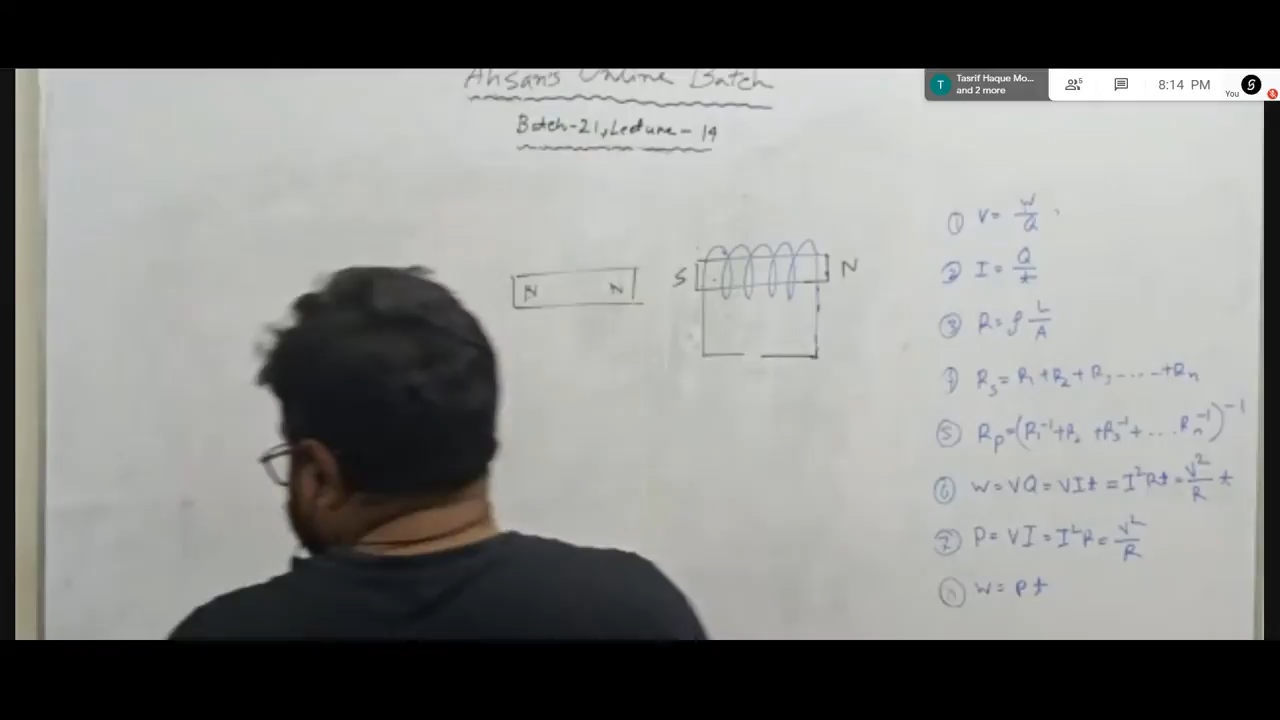 Ahsan's Online Batch
Batch-21, Lecture-14
Tasrif Haque Mo...
and 2 more
5
8:14 PM
You
S
N N
S N
① V = W/Q
② I = Q/t
③ R = ρ L/A
④ Rs = R1 + R2 + R3 ..... + Rn
⑤ Rp = (R1⁻¹ + R2 + R3⁻¹ + .... Rn⁻¹)⁻¹
⑥ W = VQ = VIt = I²Rt = V²/R t
⑦ P = VI = I²R = V²/R
W = Pt